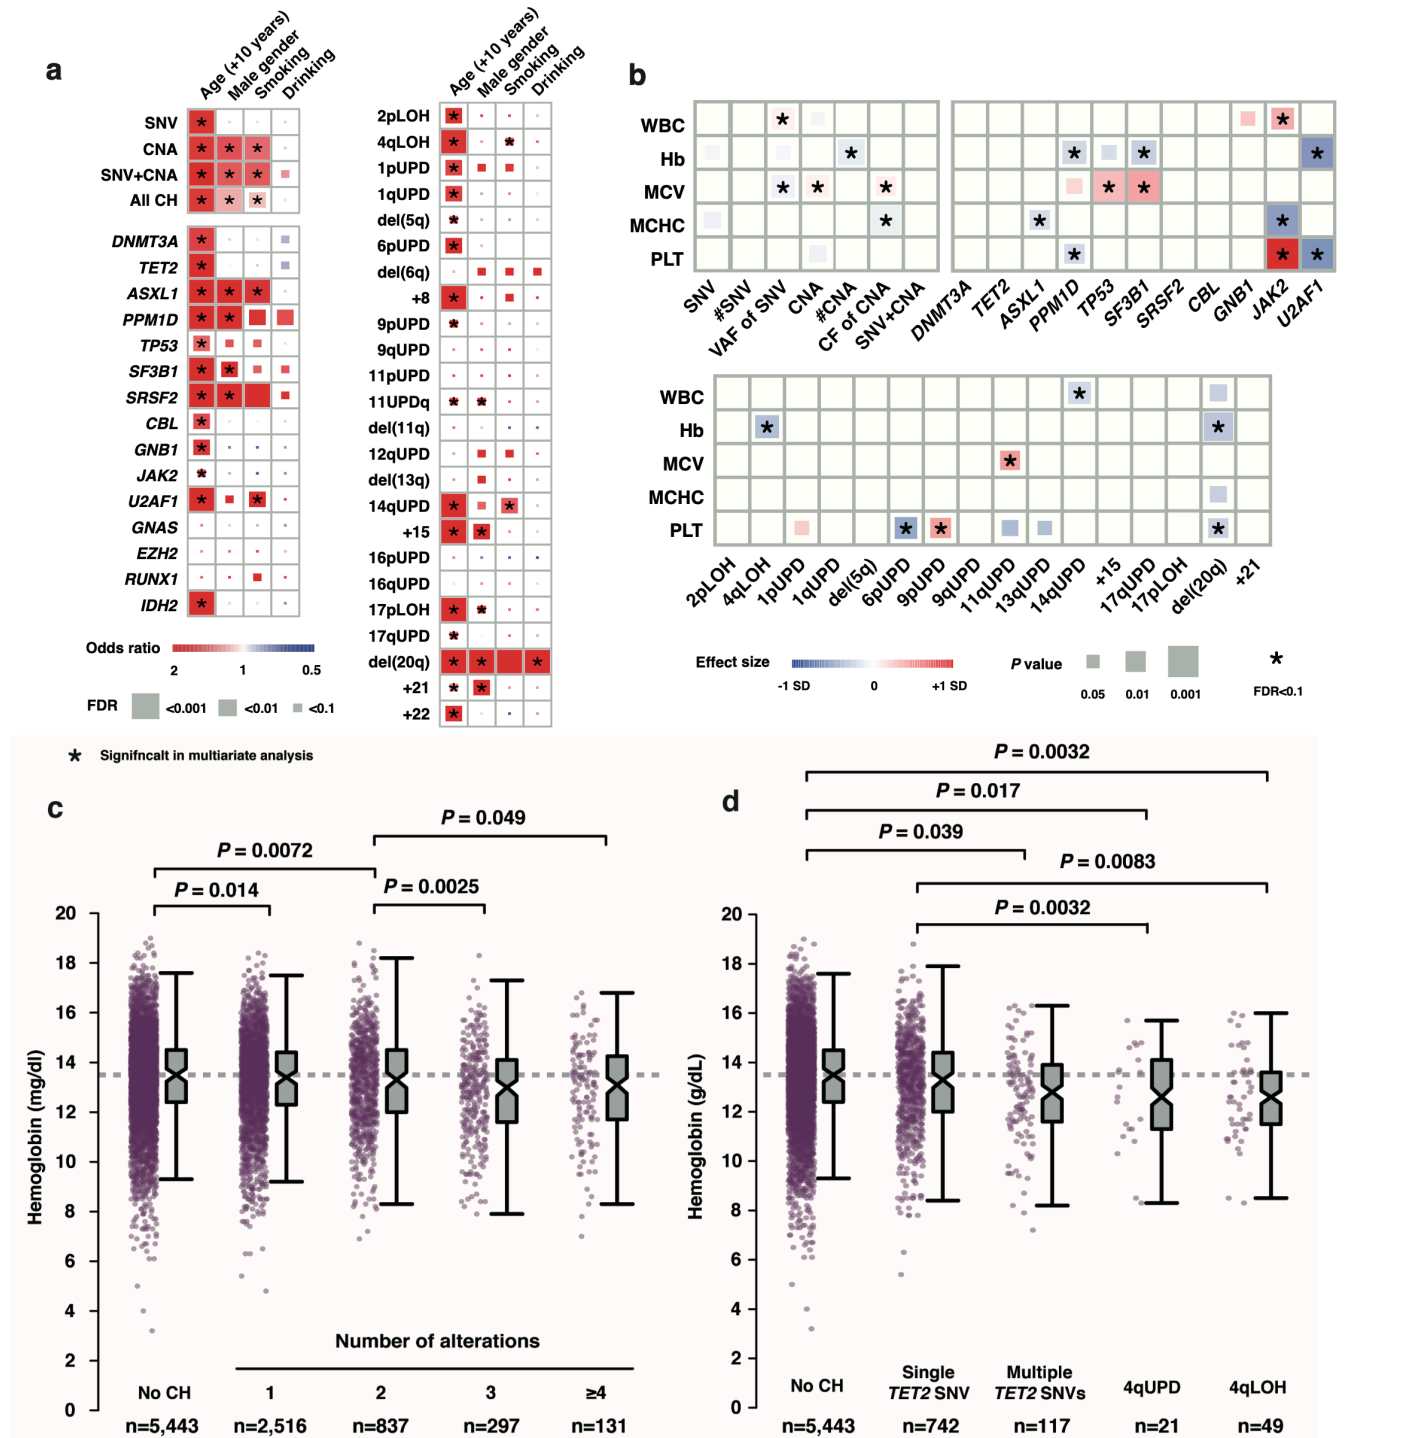 a
Age (+10 years)
Male gender
Smoking
Drinking
SNV
CNA
SNV+CNA
All CH
DNMT3A
TET2
ASXL1
PPM1D
TP53
SF3B1
SRSF2
CBL
GNB1
JAK2
U2AF1
GNAS
EZH2
RUNX1
IDH2
Odds ratio
2 1 0.5
FDR <0.001 <0.01 <0.1
* Signifncalt in multiariate analysis
Age (+10 years)
Male gender
Smoking
Drinking
2pLOH
4qLOH
1pUPD
1qUPD
del(5q)
6pUPD
del(6q)
+8
9pUPD
9qUPD
11pUPD
11UPDq
del(11q)
12qUPD
del(13q)
14qUPD
+15
16pUPD
16qUPD
17pLOH
17qUPD
del(20q)
+21
+22
b
WBC
Hb
MCV
MCHC
PLT
SNV
#SNV
VAF of SNV
CNA
#CNA
CF of CNA
SNV+CNA
DNMT3A
TET2
ASXL1
PPM1D
TP53
SF3B1
SRSF2
CBL
GNB1
JAK2
U2AF1
WBC
Hb
MCV
MCHC
PLT
2pLOH
4qLOH
1pUPD
1qUPD
del(5q)
6pUPD
9pUPD
9qUPD
11qUPD
13qUPD
14qUPD
+15
17qUPD
17pLOH
del(20q)
+21
Effect size
-1 SD 0 +1 SD
P value
0.05 0.01 0.001
*
FDR<0.1
c
P = 0.049
P = 0.0072
P = 0.014
P = 0.0025
Hemoglobin (mg/dl)
20
18
16
14
12
10
8
6
4
2
0
Number of alterations
No CH 1 2 3 ≥4
n=5,443 n=2,516 n=837 n=297 n=131
d
P = 0.0032
P = 0.017
P = 0.039
P = 0.0083
P = 0.0032
Hemoglobin (g/dL)
20
18
16
14
12
10
8
6
4
2
0
No CH
Single
TET2 SNV
Multiple
TET2 SNVs
4qUPD
4qLOH
n=5,443 n=742 n=117 n=21 n=49